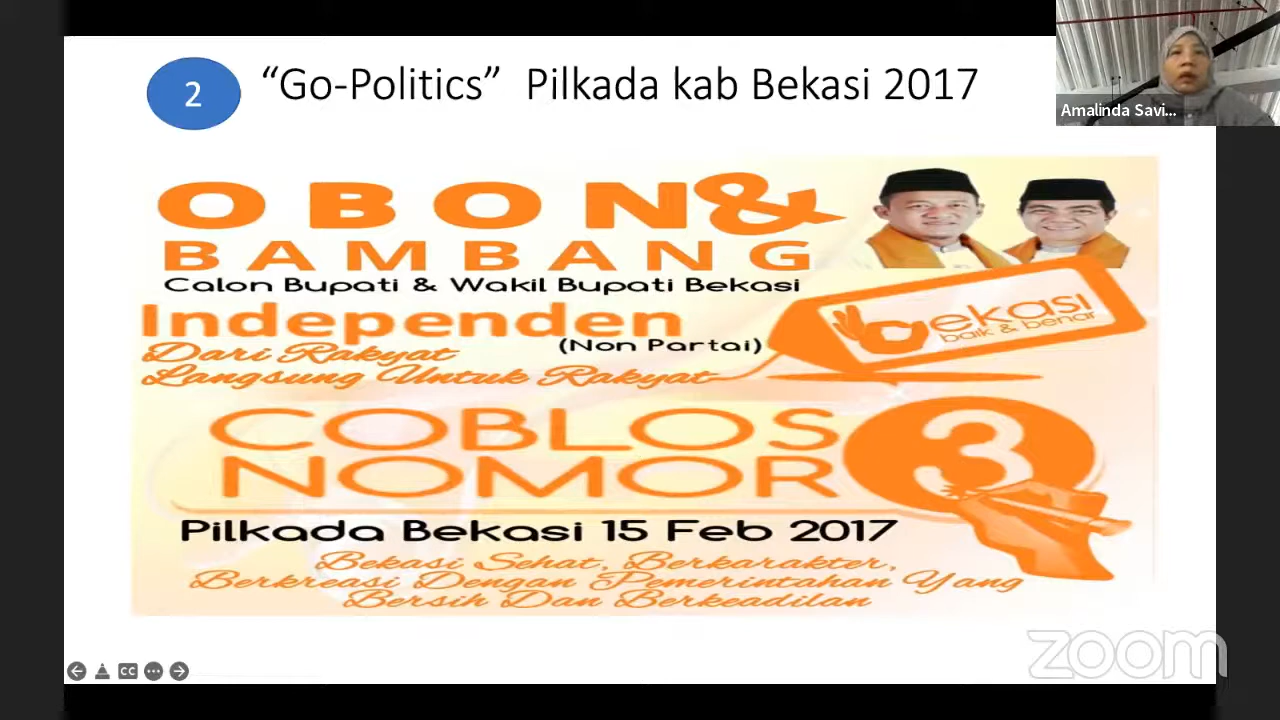 2
“Go-Politics” Pilkada kab Bekasi 2017
Amalinda Savi...
OBON &
BAMBANG
Calon Bupati & Wakil Bupati Bekasi
Independen
(Non Partai)
Dari Rakyat
Langsung Untuk Rakyat
bekasi
baik & benar
COBLOS
NOMOR
3
Pilkada Bekasi 15 Feb 2017
Bekasi Sehat, Berkarakter,
Berkreasi Dengan Pemerintahan Yang
Bersih Dan Berkeadilan
CC
zoom